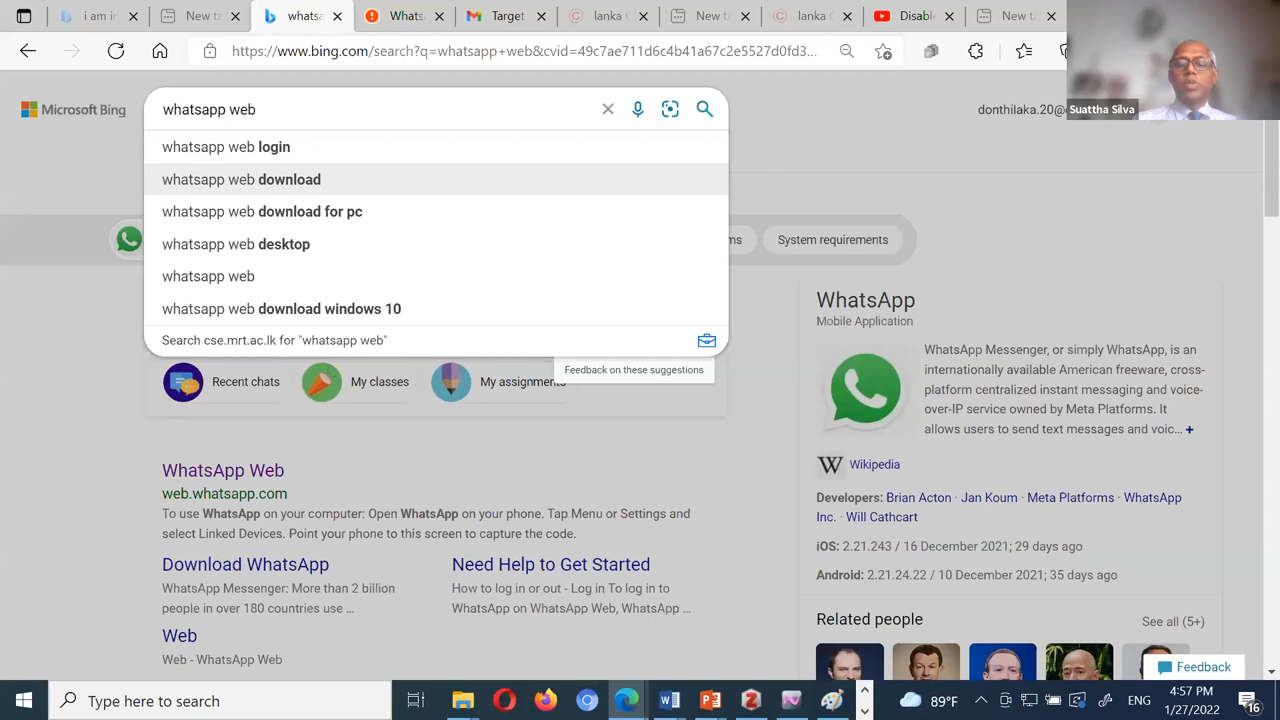 i am in
New ta
whatsa
Whats.
Target
lanka C
New ta
lanka C
Disable
New ta
https://www.bing.com/search?q=whatsapp+web&cvid=49c7ae711d6c4b41a67c2e5527d0fd3...
Suattha Silva
Microsoft Bing
whatsapp web
donthilaka.20@
whatsapp web login
whatsapp web download
whatsapp web download for pc
whatsapp web desktop
whatsapp web
whatsapp web download windows 10
Search cse.mrt.ac.lk for "whatsapp web"
Feedback on these suggestions
ms
System requirements
Recent chats
My classes
My assignments
WhatsApp Web
web.whatsapp.com
To use WhatsApp on your computer: Open WhatsApp on your phone. Tap Menu or Settings and
select Linked Devices. Point your phone to this screen to capture the code.
Download WhatsApp
WhatsApp Messenger: More than 2 billion
people in over 180 countries use ...
Need Help to Get Started
How to log in or out - Log in To log in to
WhatsApp on WhatsApp Web, WhatsApp ...
Web
Web - WhatsApp Web
WhatsApp
Mobile Application
WhatsApp Messenger, or simply WhatsApp, is an
internationally available American freeware, cross-
platform centralized instant messaging and voice-
over-IP service owned by Meta Platforms. It
allows users to send text messages and voic... +
W Wikipedia
Developers: Brian Acton · Jan Koum · Meta Platforms · WhatsApp
Inc. · Will Cathcart
iOS: 2.21.243 / 16 December 2021; 29 days ago
Android: 2.21.24.22 / 10 December 2021; 35 days ago
Related people
See all (5+)
Feedback
Type here to search
89°F
ENG
4:57 PM
1/27/2022
16